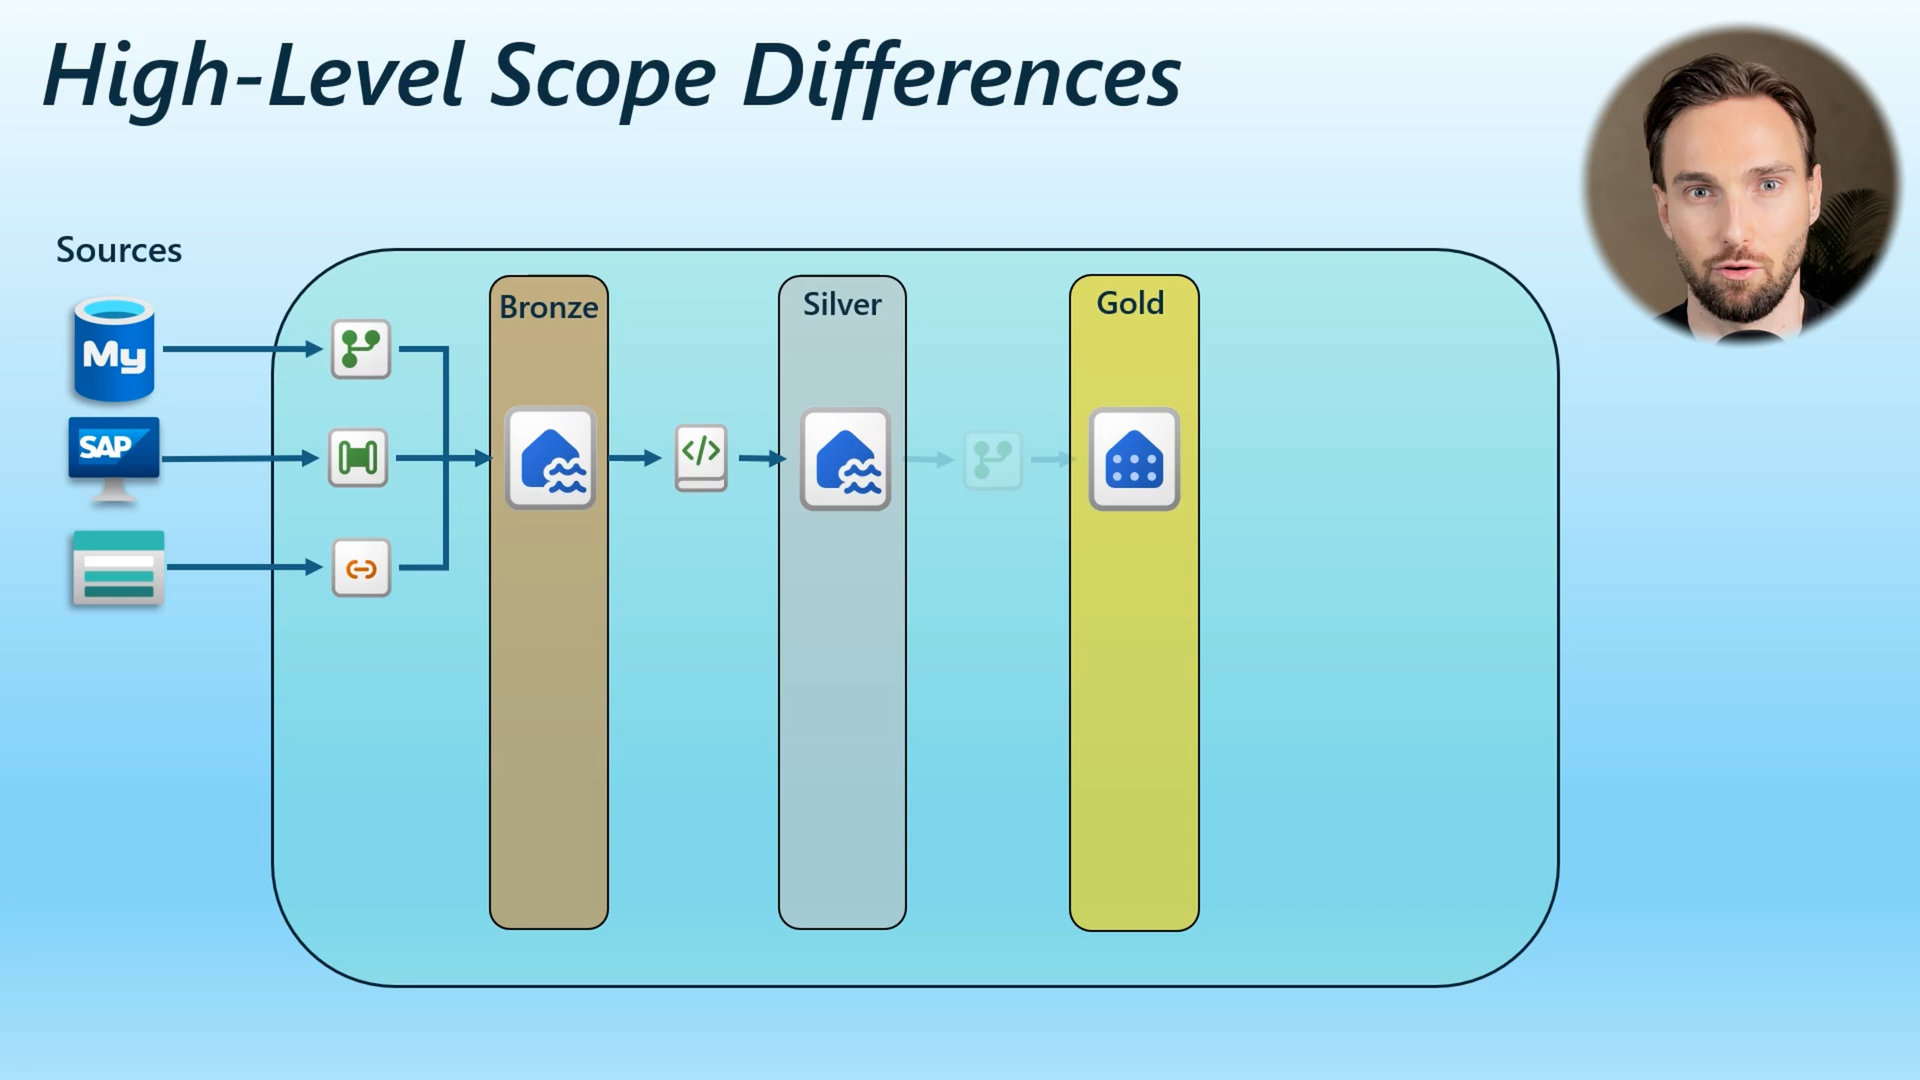 High-Level Scope Differences
Sources
My
SAP
Bronze
Silver
Gold